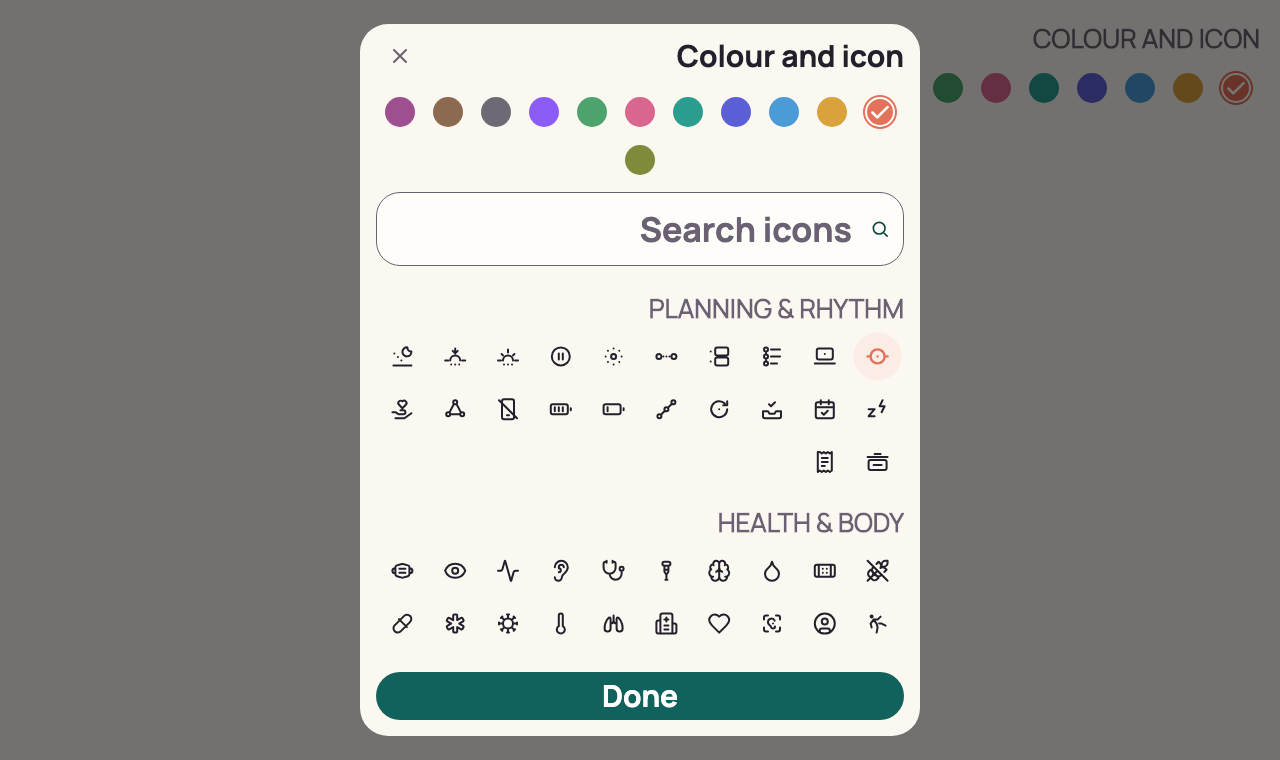 COLOUR AND ICON
Colour and icon
Search icons
PLANNING & RHYTHM
HEALTH & BODY
Done